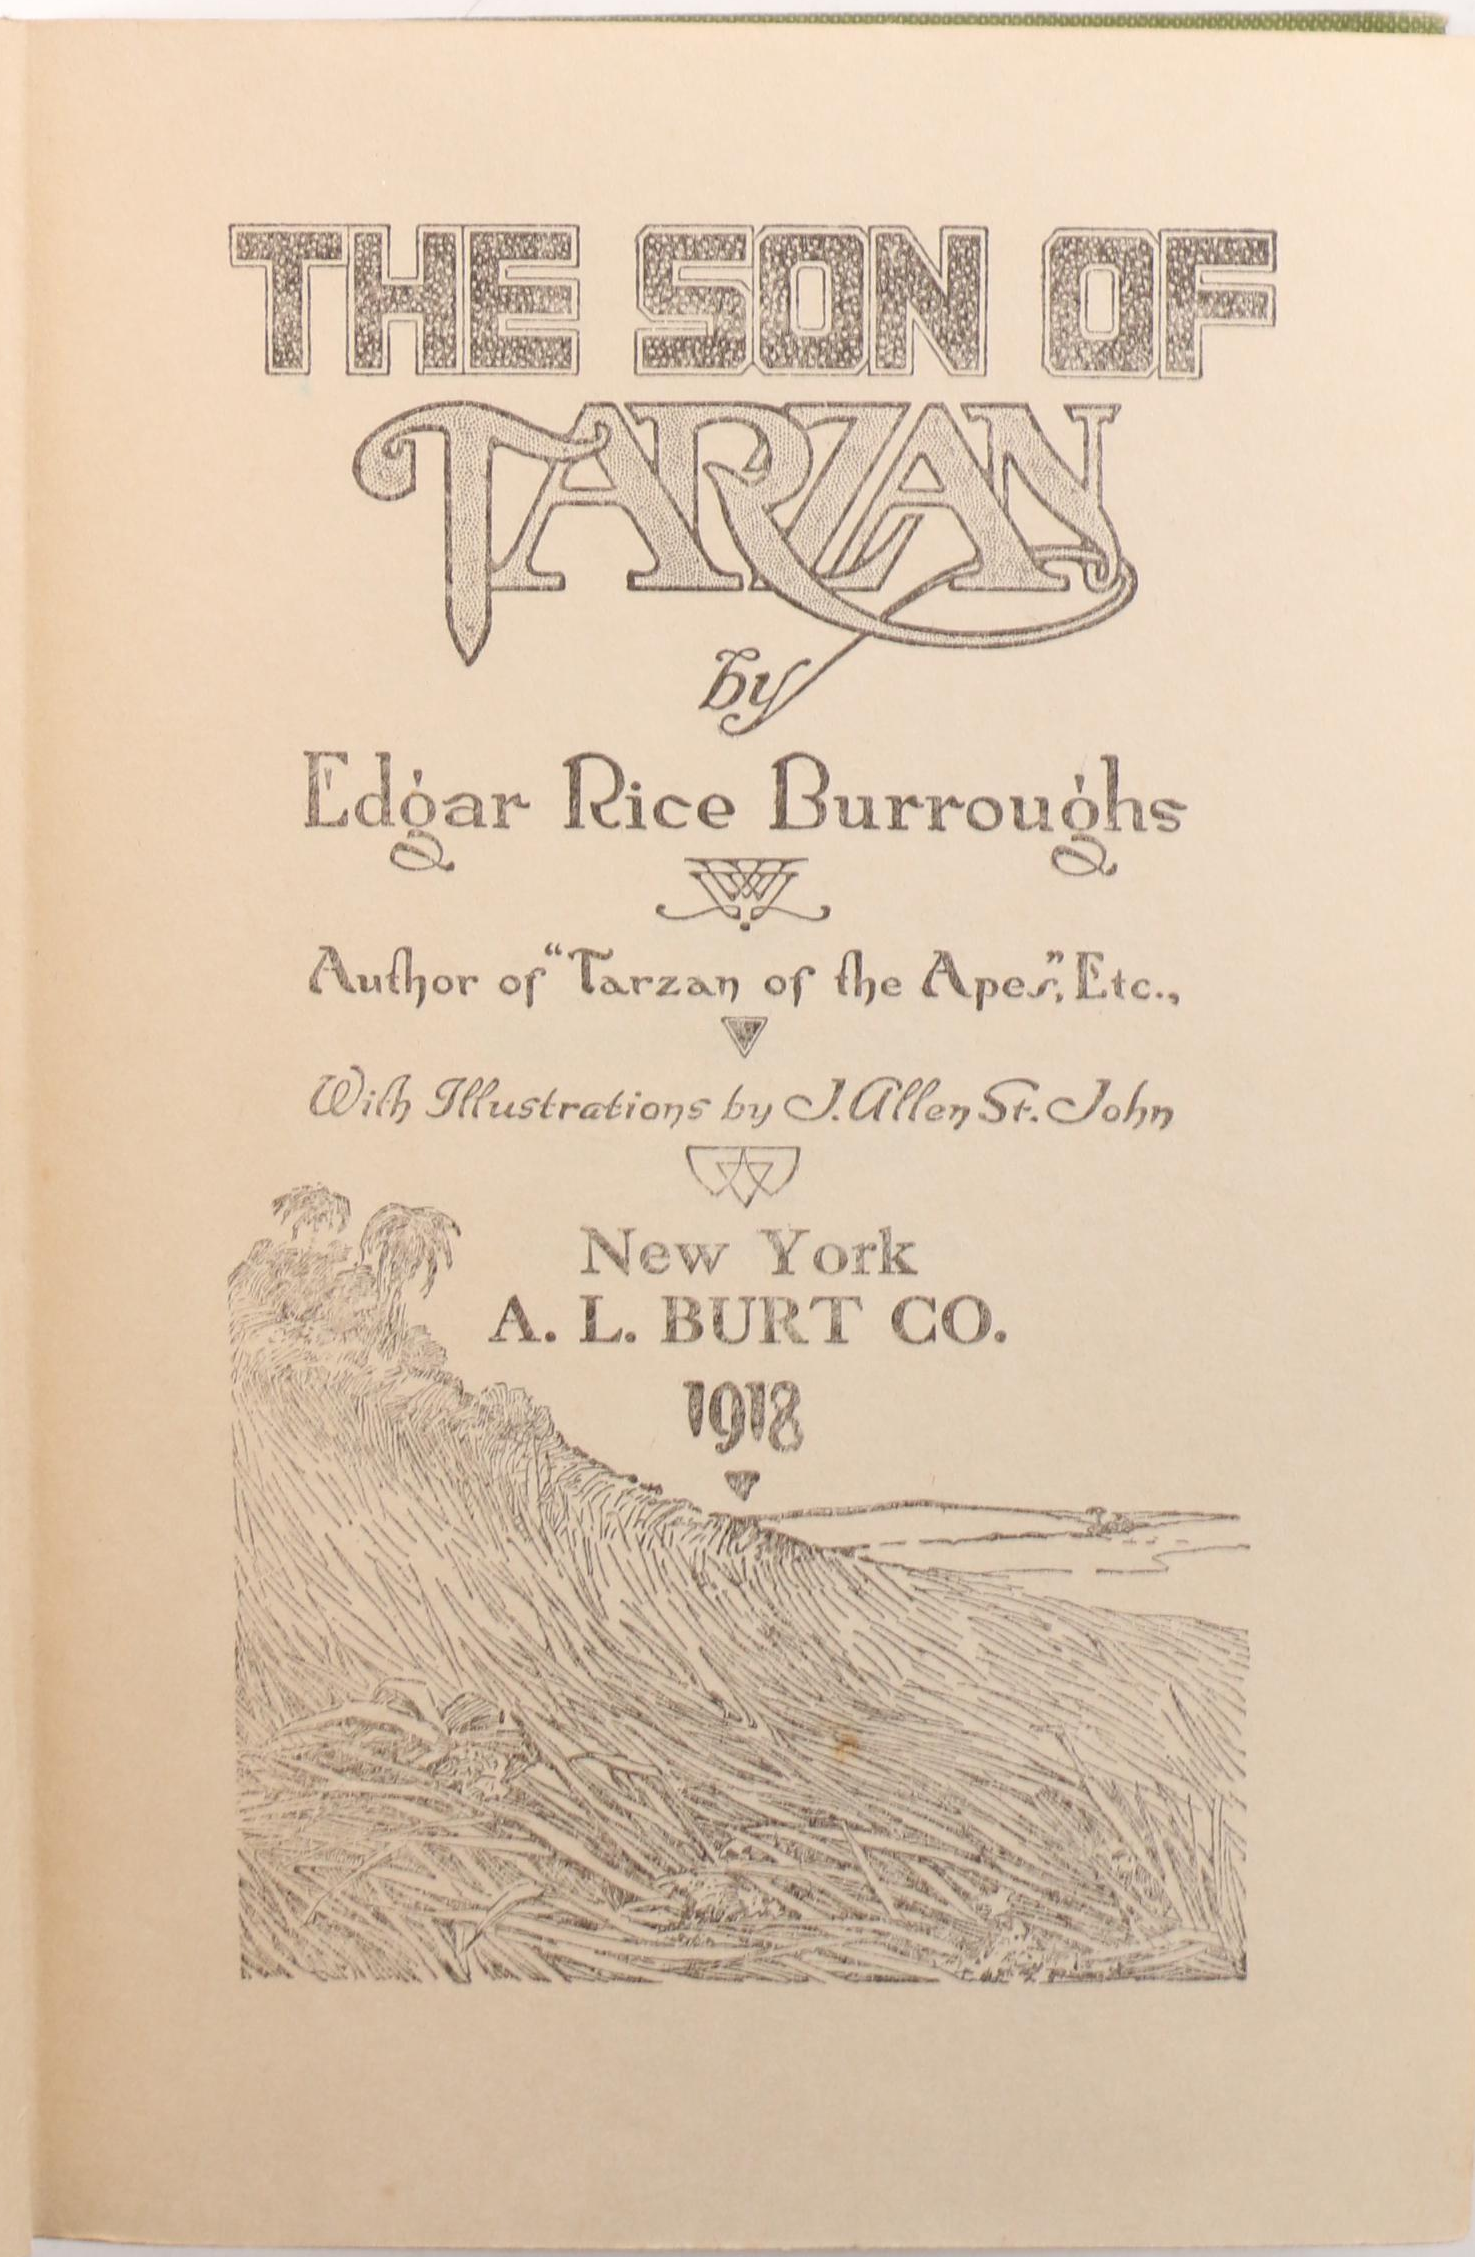 THE SON OF
TARZAN
by
Edgar Rice Burroughs
Author of "Tarzan of the Apes", Etc.,
With Illustrations by J. Allen St. John
New York
A. L. BURT CO.
1918